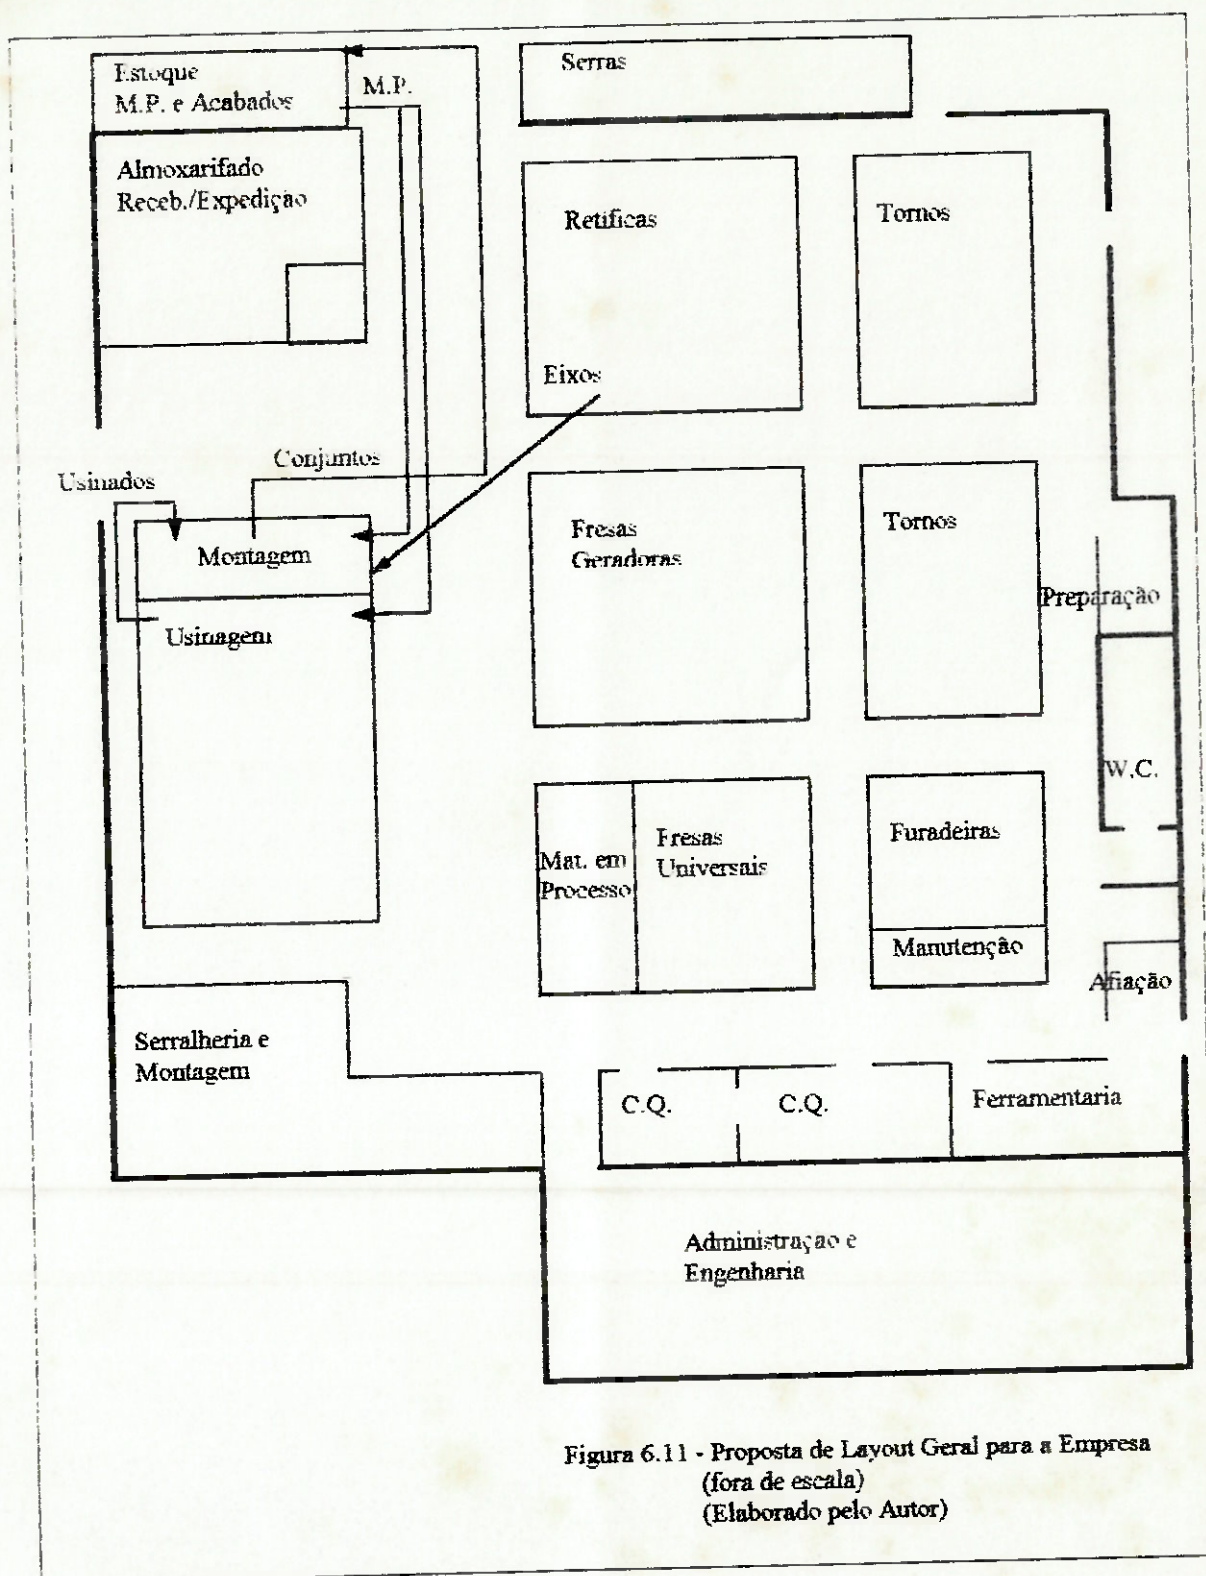 Estoque
M.P. e Acabados
M.P.
Serras
Almoxarifado
Receb./Expedição
Retificas
Tornos
Eixos
Conjuntos
Usinados
Montagem
Fresas
Geradoras
Tornos
Preparação
Usinagem
W.C.
Mat. em
Processo
Fresas
Universais
Furadeiras
Manutenção
Afiação
Serralheria e
Montagem
C.Q.
C.Q.
Ferramentaria
Administraçao e
Engenharia
Figura 6.11 - Proposta de Layout Geral para a Empresa
(fora de escala)
(Elaborado pelo Autor)